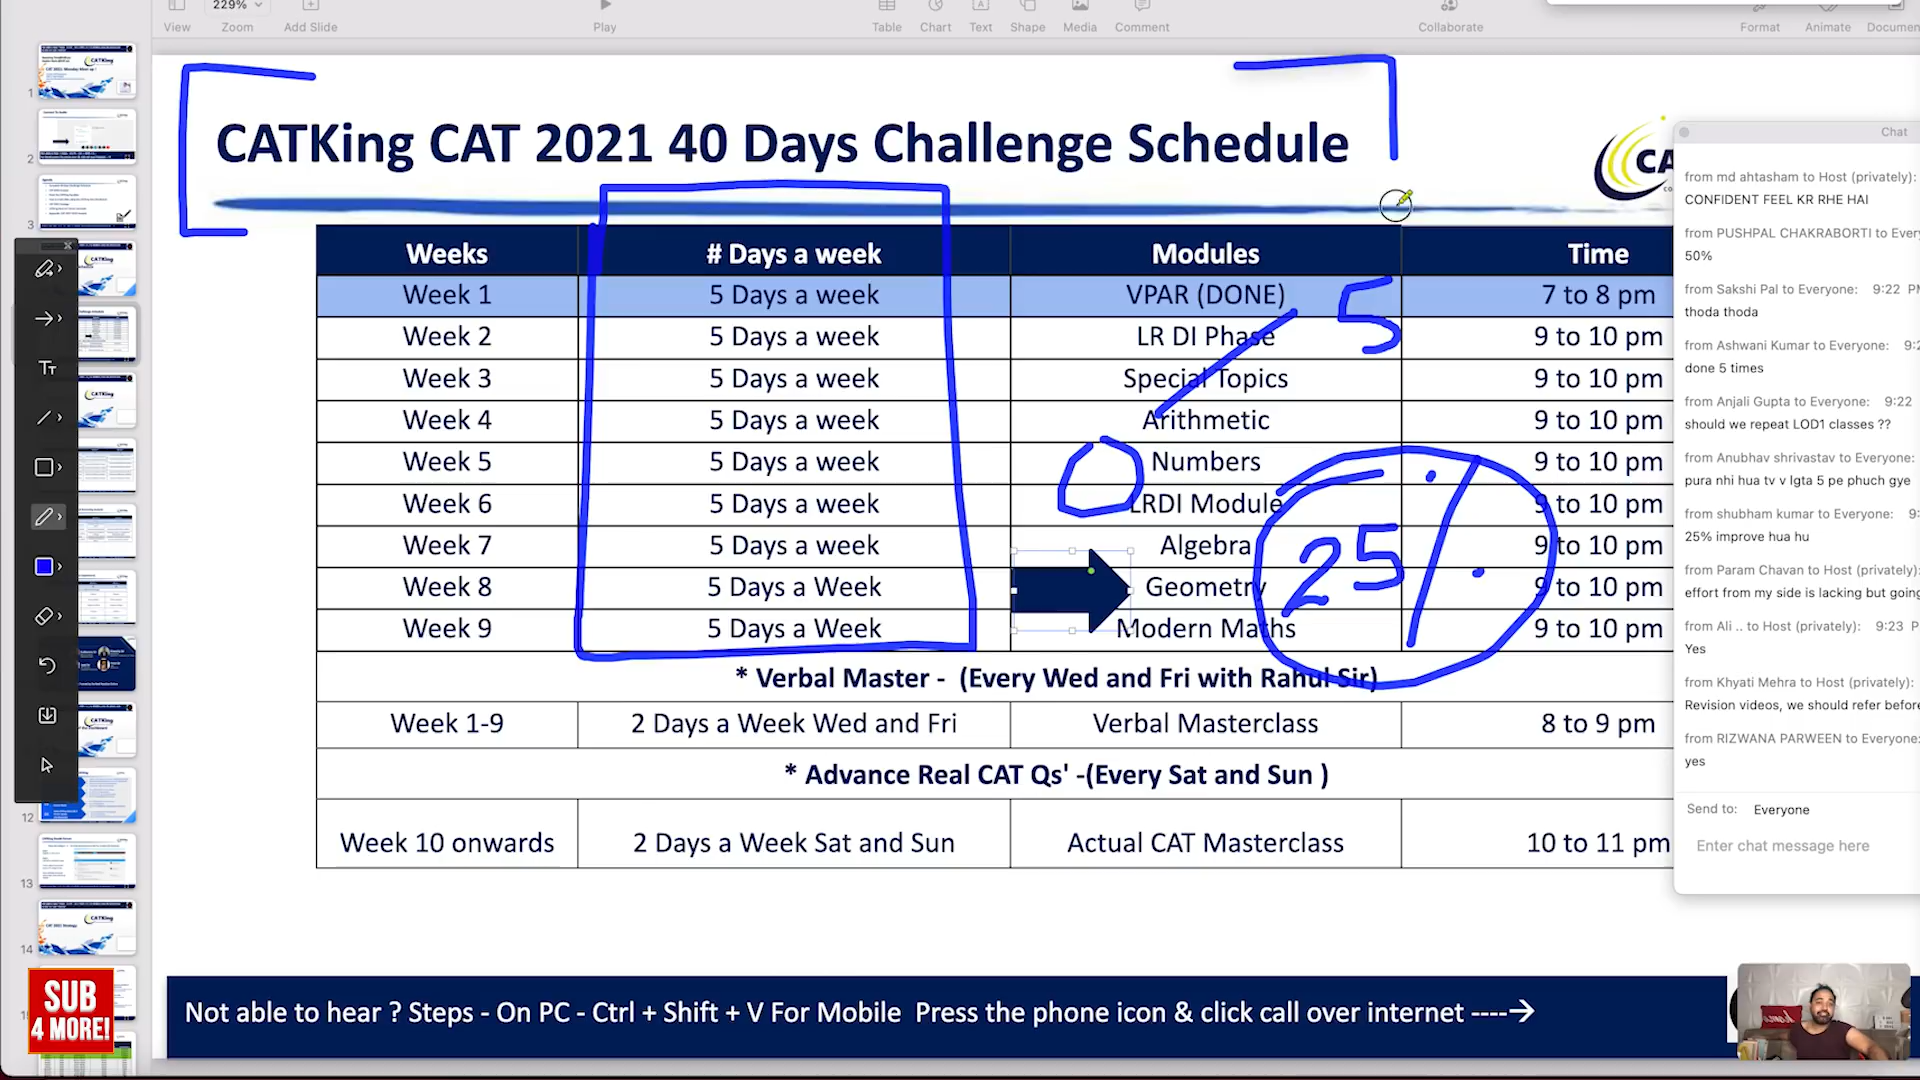 229%
View Zoom Add Slide Play Table Chart Text Shape Media Comment Collaborate Format Animate Documen
CATKing CAT 2021 40 Days Challenge Schedule
CA
Weeks # Days a week Modules Time
Week 1 5 Days a week VPAR (DONE) 7 to 8 pm
5
Week 2 5 Days a week LR DI Phase 9 to 10 pm
Week 3 5 Days a week Special Topics 9 to 10 pm
Week 4 5 Days a week Arithmetic 9 to 10 pm
Week 5 5 Days a week Numbers 9 to 10 pm
Week 6 5 Days a week LRDI Module 9 to 10 pm
Week 7 5 Days a week Algebra 9 to 10 pm
25%
Week 8 5 Days a Week Geometry 9 to 10 pm
Week 9 5 Days a Week Modern Maths 9 to 10 pm
* Verbal Master - (Every Wed and Fri with Rahul Sir)
Week 1-9 2 Days a Week Wed and Fri Verbal Masterclass 8 to 9 pm
* Advance Real CAT Qs' -(Every Sat and Sun )
Week 10 onwards 2 Days a Week Sat and Sun Actual CAT Masterclass 10 to 11 pm
Not able to hear ? Steps - On PC - Ctrl + Shift + V For Mobile Press the phone icon & click call over internet ---->
Chat
from md ahtasham to Host (privately):
CONFIDENT FEEL KR RHE HAI
from PUSHPAL CHAKRABORTI to Every
50%
from Sakshi Pal to Everyone: 9:22 PM
thoda thoda
from Ashwani Kumar to Everyone: 9:2
done 5 times
from Anjali Gupta to Everyone: 9:22
should we repeat LOD1 classes ??
from Anubhav shrivastav to Everyone:
pura nhi hua tv v lgta 5 pe phuch gye
from shubham kumar to Everyone: 9:
25% improve hua hu
from Param Chavan to Host (privately):
effort from my side is lacking but going
from Ali .. to Host (privately): 9:23 P
Yes
from Khyati Mehra to Host (privately):
Revision videos, we should refer before
from RIZWANA PARWEEN to Everyone:
yes
Send to: Everyone
Enter chat message here
1
2
3
12
13
14
SUB
4 MORE!